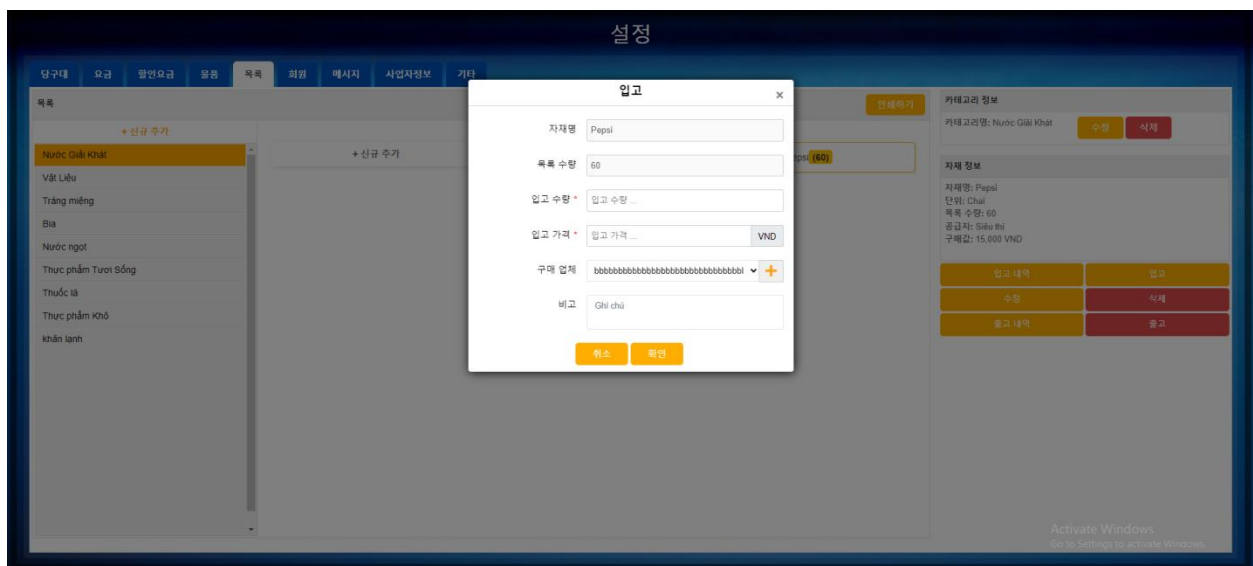 설정
당구대 요금 할인요금 물품 목록 회원 메시지 사업자정보 기타
목록
인쇄하기
+ 신규 추가
Nước Giải Khát
Vật Liệu
Tráng miệng
Bia
Nước ngọt
Thực phẩm Tươi Sống
Thuốc lá
Thực phẩm Khô
khăn lạnh
+ 신규 추가
epsi (60)
입고 ×
자재명 Pepsi
목록 수량 60
입고 수량 * 입고 수량 ...
입고 가격 * 입고 가격 ... VND
구매 업체 bbbbbbbbbbbbbbbbbbbbbbbbbbbbbbbbl +
비고 Ghi chú
취소 확인
카테고리 정보
카테고리명: Nước Giải Khát 수정 삭제
자재 정보
자재명: Pepsi
단위: Chai
목록 수량: 60
공급자: Siêu thị
구매값: 15,000 VND
입고 내역 입고
수정 삭제
출고 내역 출고
Activate Windows
Go to Settings to activate Windows.